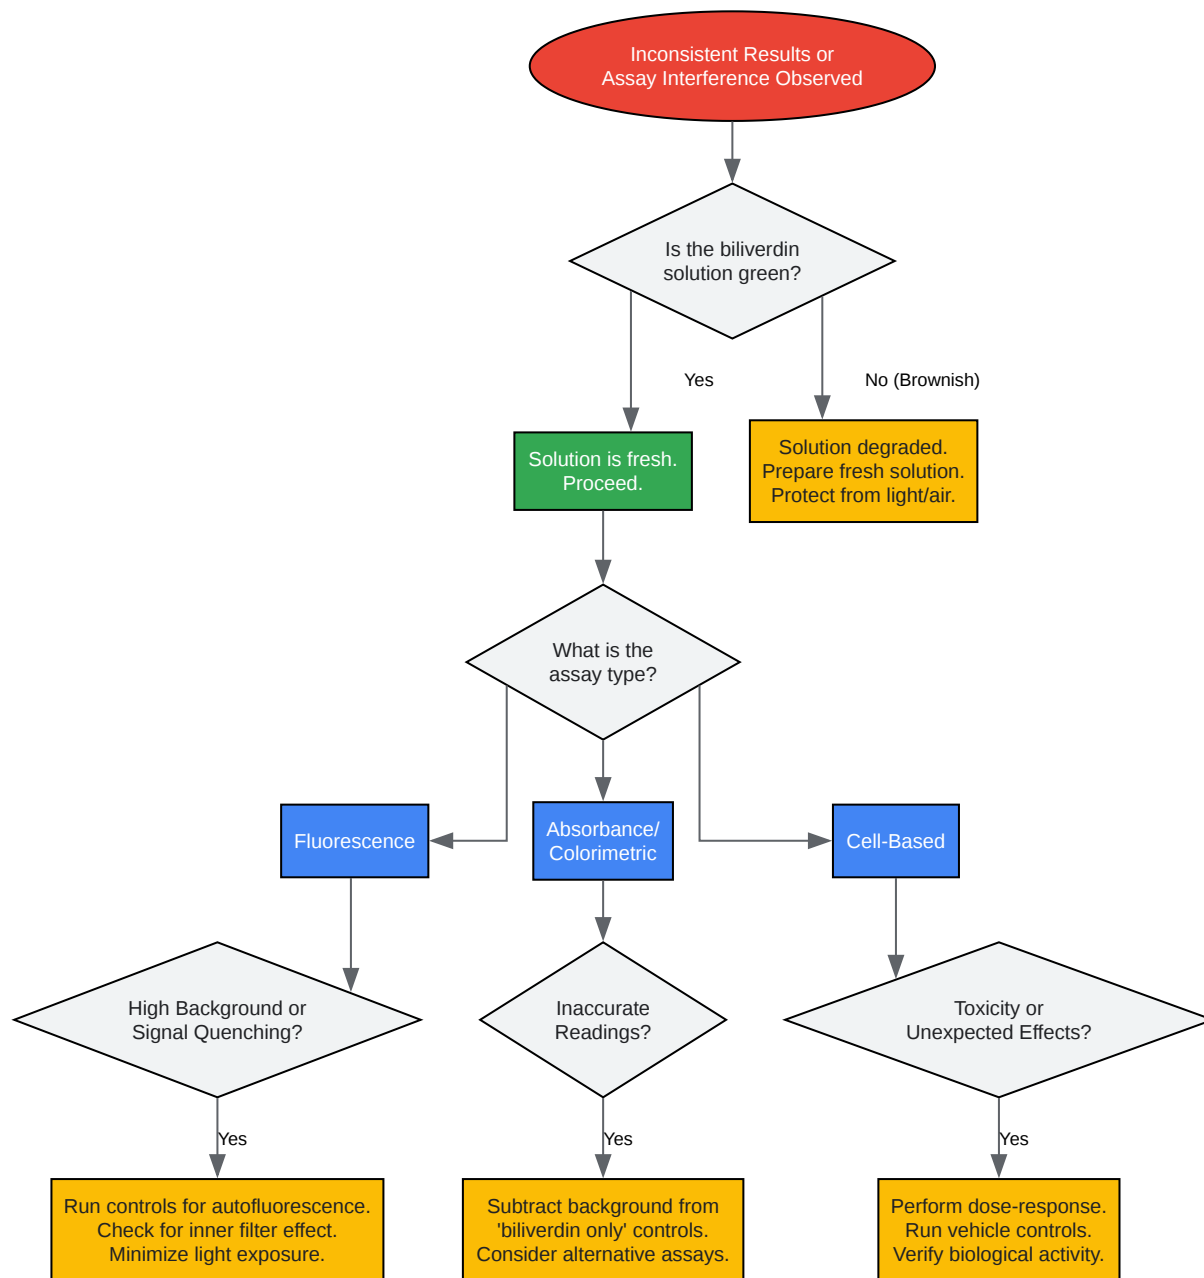 Inconsistent Results or
Assay Interference Observed
Is the biliverdin
solution green?
Yes
No (Brownish)
Solution is fresh.
Proceed.
Solution degraded.
Prepare fresh solution.
Protect from light/air.
What is the
assay type?
Fluorescence
Absorbance/
Colorimetric
Cell-Based
High Background or
Signal Quenching?
Inaccurate
Readings?
Toxicity or
Unexpected Effects?
Yes
Yes
Yes
Run controls for autofluorescence.
Check for inner filter effect.
Minimize light exposure.
Subtract background from
'biliverdin only' controls.
Consider alternative assays.
Perform dose-response.
Run vehicle controls.
Verify biological activity.